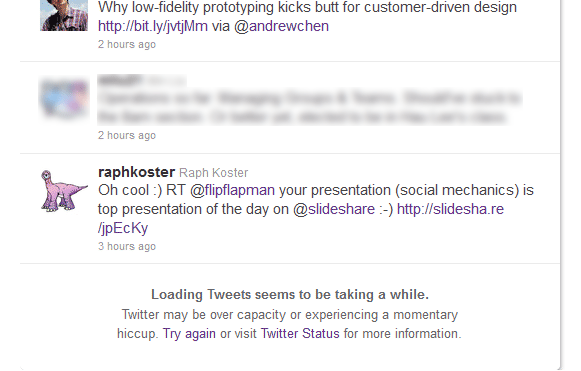 Why low-fidelity prototyping kicks butt for customer-driven design
http://bit.ly/jvtjMm via @andrewchen
2 hours ago
2 hours ago
raphkoster Raph Koster
Oh cool :) RT @flipflapman your presentation (social mechanics) is
top presentation of the day on @slideshare :-) http://slidesha.re
/jpEcKy
3 hours ago
Loading Tweets seems to be taking a while.
Twitter may be over capacity or experiencing a momentary
hiccup. Try again or visit Twitter Status for more information.